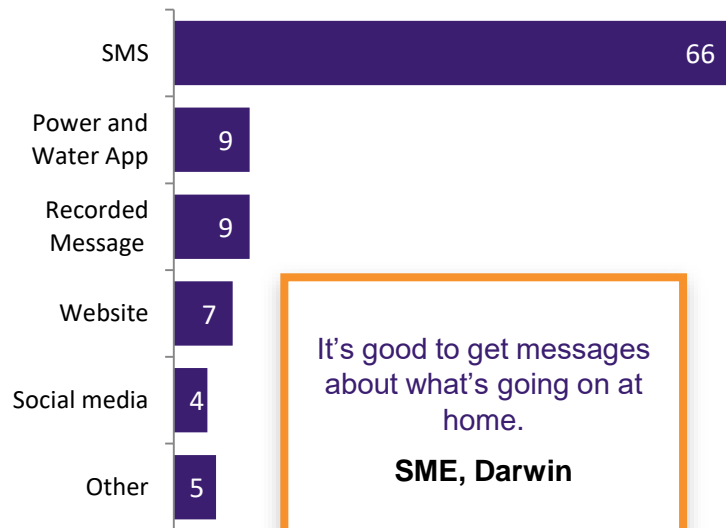 SMS
66
Power and
Water App
9
Recorded
Message
9
Website
7
Social media
4
Other
5
It’s good to get messages
about what’s going on at
home.
SME, Darwin